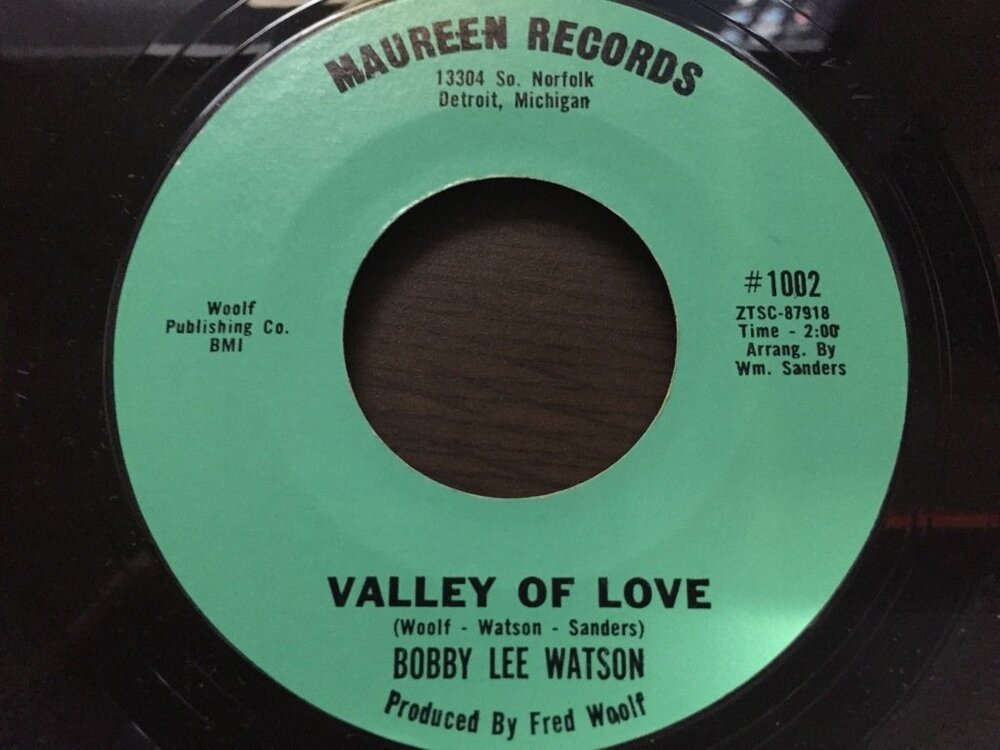 MAUREEN RECORDS
13304 So. Norfolk
Detroit, Michigan
Woolf
Publishing Co.
BMI
#1002
ZTSC-87918
Time - 2:00
Arrang. By
Wm. Sanders
VALLEY OF LOVE
(Woolf - Watson - Sanders)
BOBBY LEE WATSON
Produced By Fred Woolf